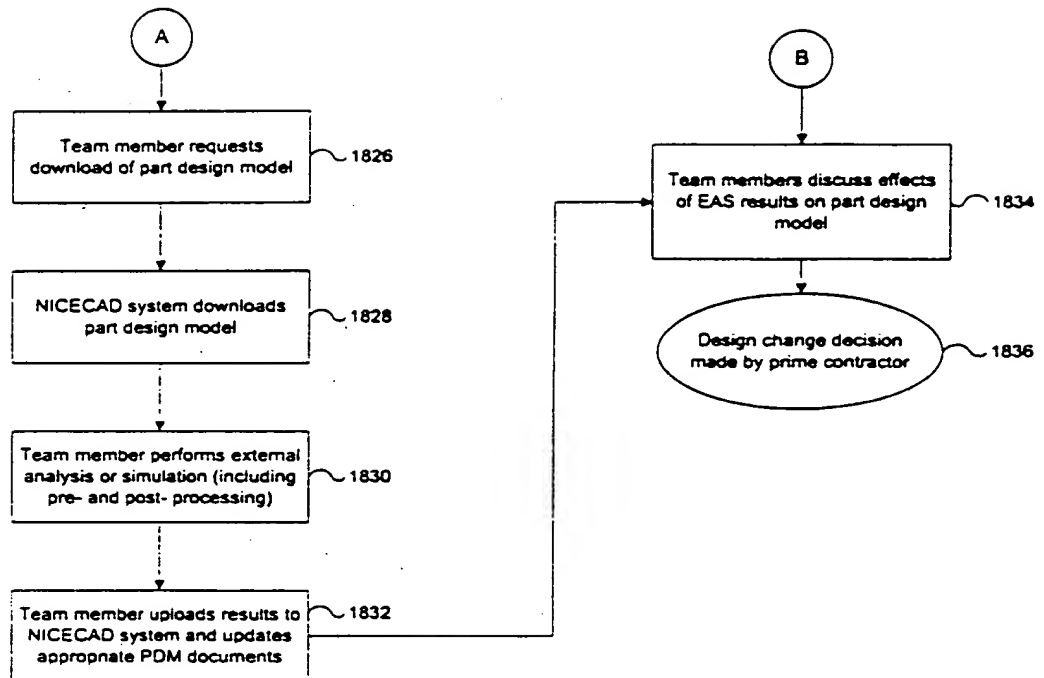 A
Team member requests
download of part design model
1826
NICECAD system downloads
part design model
1828
Team member performs external
analysis or simulation (including
pre- and post- processing)
1830
Team member uploads results to
NICECAD system and updates
appropnate PDM documents
1832
B
Team members discuss effects
of EAS results on part design
model
1834
Design change decision
made by prime contractor
1836